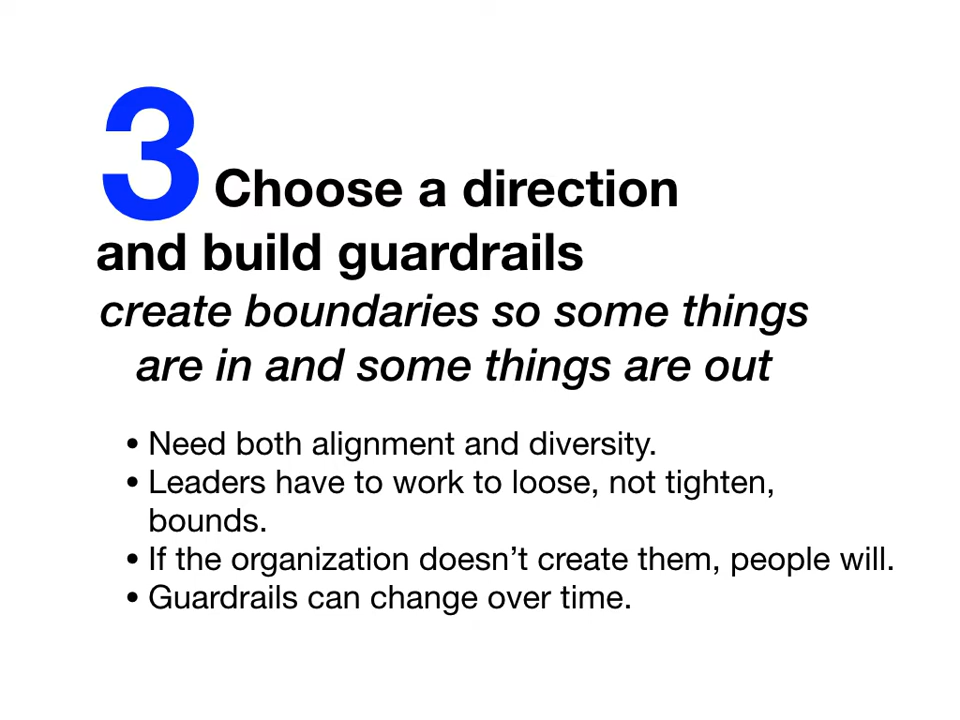 3 Choose a direction
and build guardrails
create boundaries so some things
are in and some things are out
• Need both alignment and diversity.
• Leaders have to work to loose, not tighten,
bounds.
• If the organization doesn’t create them, people will.
• Guardrails can change over time.